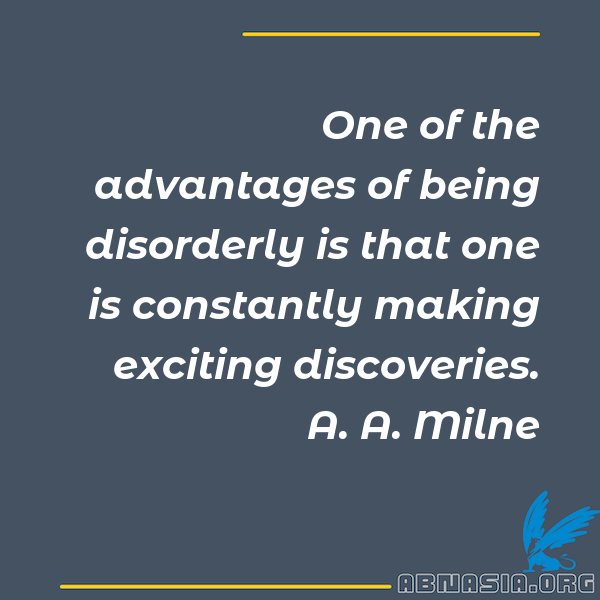 One of the
advantages of being
disorderly is that one
is constantly making
exciting discoveries.
A. A. Milne
ABNASIA.ORG